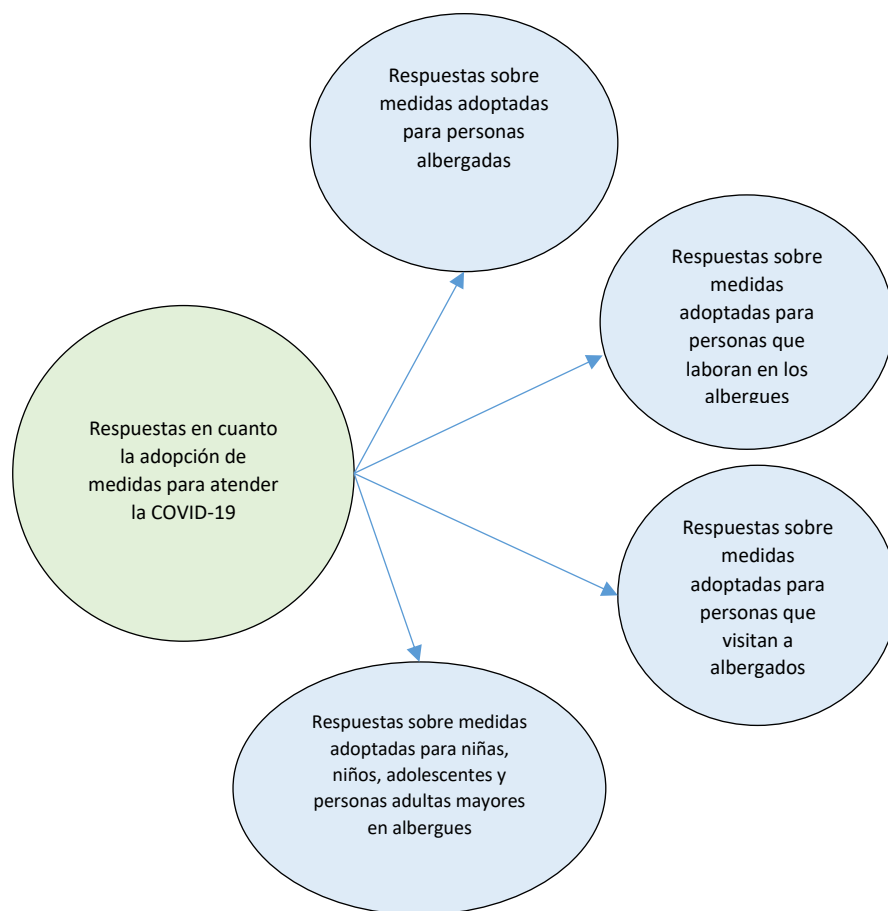 Respuestas sobre
medidas adoptadas
para personas
albergadas
Respuestas sobre
medidas
adoptadas para
personas que
laboran en los
albergues
Respuestas en cuanto
la adopción de
medidas para atender
la COVID-19
Respuestas sobre
medidas
adoptadas para
personas que
visitan a
albergados
Respuestas sobre medidas
adoptadas para niñas,
niños, adolescentes y
personas adultas mayores
en albergues